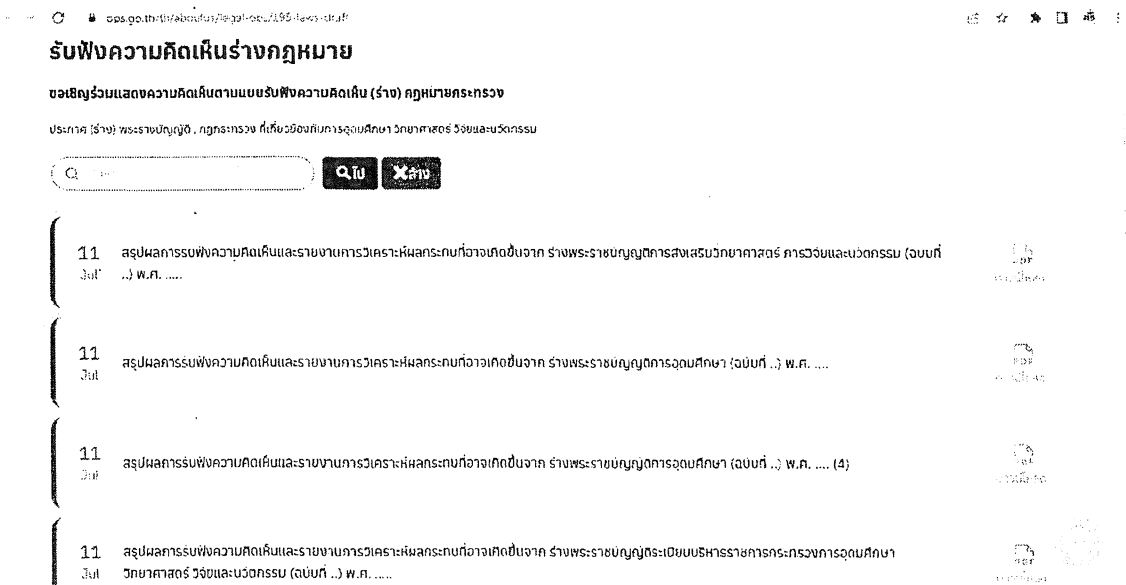 ops.go.th/th/aboutus/legal-ops/195-laws-draft
รับฟังความคิดเห็นร่างกฎหมาย
ขอเชิญร่วมแสดงความคิดเห็นตามแบบรับฟังความคิดเห็น (ร่าง) กฎหมายกระทรวง
ประกาศ (ร่าง) พระราชบัญญัติ , กฎกระทรวง ที่เกี่ยวข้องกับการอุดมศึกษา วิทยาศาสตร์ วิจัยและนวัตกรรม
ไป ล้าง
11 สรุปผลการรับฟังความคิดเห็นและรายงานการวิเคราะห์ผลกระทบที่อาจเกิดขึ้นจาก ร่างพระราชบัญญัติการส่งเสริมวิทยาศาสตร์ การวิจัยและนวัตกรรม (ฉบับที่
Jul ..) พ.ศ. .....
PDF
11 สรุปผลการรับฟังความคิดเห็นและรายงานการวิเคราะห์ผลกระทบที่อาจเกิดขึ้นจาก ร่างพระราชบัญญัติการอุดมศึกษา (ฉบับที่ ..) พ.ศ. ....
Jul
PDF
11 สรุปผลการรับฟังความคิดเห็นและรายงานการวิเคราะห์ผลกระทบที่อาจเกิดขึ้นจาก ร่างพระราชบัญญัติการอุดมศึกษา (ฉบับที่ ..) พ.ศ. .... (4)
Jul
PDF
11 สรุปผลการรับฟังความคิดเห็นและรายงานการวิเคราะห์ผลกระทบที่อาจเกิดขึ้นจาก ร่างพระราชบัญญัติระเบียบบริหารราชการกระทรวงการอุดมศึกษา
Jul วิทยาศาสตร์ วิจัยและนวัตกรรม (ฉบับที่ ..) พ.ศ. .....
PDF